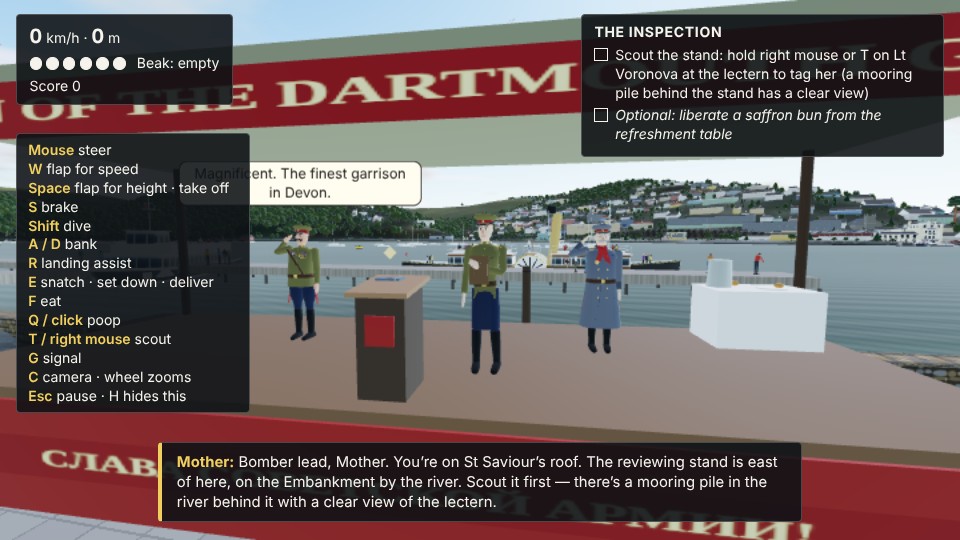 0 km/h · 0 m
Beak: empty
Score 0
THE INSPECTION
Scout the stand: hold right mouse or T on Lt
Voronova at the lectern to tag her (a mooring
pile behind the stand has a clear view)
Optional: liberate a saffron bun from the
refreshment table
OF THE DARTM
Mouse steer
W flap for speed
Space flap for height · take off
S brake
Shift dive
A / D bank
R landing assist
E snatch · set down · deliver
F eat
Q / click poop
T / right mouse scout
G signal
C camera · wheel zooms
Esc pause · H hides this
Magnificent. The finest garrison
in Devon.
Mother: Bomber lead, Mother. You’re on St Saviour’s roof. The reviewing stand is east
of here, on the Embankment by the river. Scout it first — there’s a mooring pile in the
river behind it with a clear view of the lectern.
СЛАВА
АРМИИ!